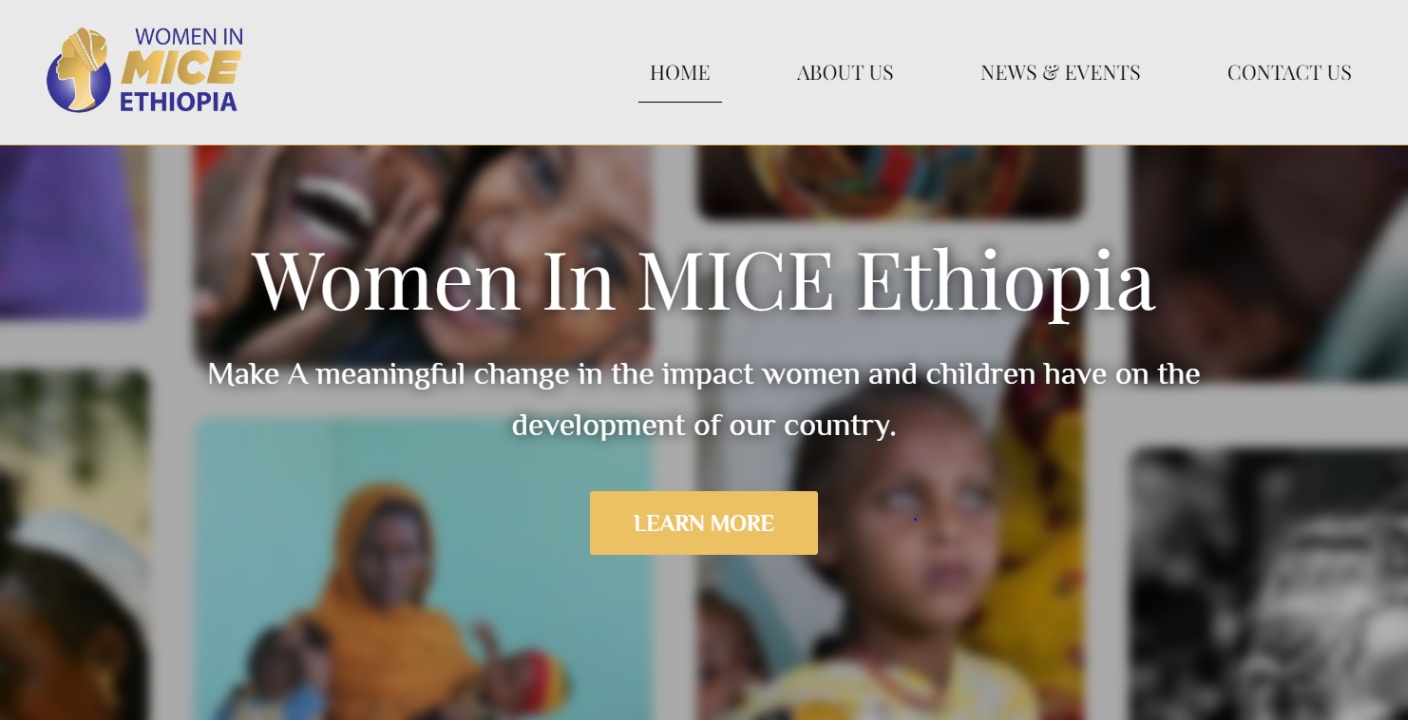 WOMEN IN
MICE
ETHIOPIA
HOME
ABOUT US
NEWS & EVENTS
CONTACT US
Women In MICE Ethiopia
Make A meaningful change in the impact women and children have on the
development of our country.
LEARN MORE